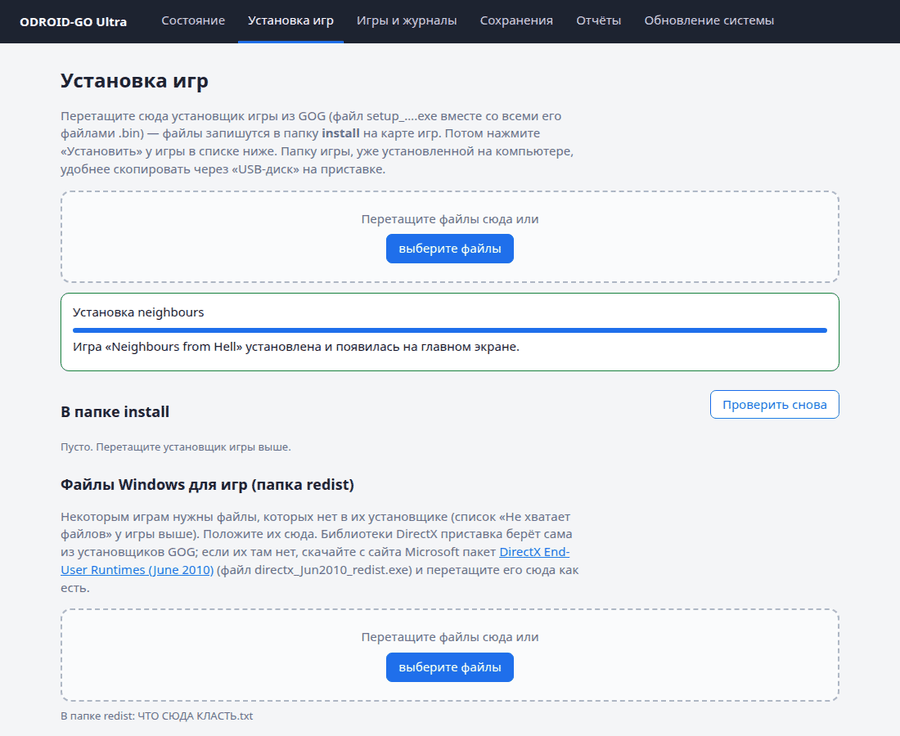 ODROID-GO Ultra
Состояние
Установка игр
Игры и журналы
Сохранения
Отчёты
Обновление системы
Установка игр
Перетащите сюда установщик игры из GOG (файл setup_....exe вместе со всеми его
файлами .bin) — файлы запишутся в папку install на карте игр. Потом нажмите
«Установить» у игры в списке ниже. Папку игры, уже установленной на компьютере,
удобнее скопировать через «USB-диск» на приставке.
Перетащите файлы сюда или
выберите файлы
Установка neighbours
Игра «Neighbours from Hell» установлена и появилась на главном экране.
В папке install
Проверить снова
Пусто. Перетащите установщик игры выше.
Файлы Windows для игр (папка redist)
Некоторым играм нужны файлы, которых нет в их установщике (список «Не хватает
файлов» у игры выше). Положите их сюда. Библиотеки DirectX приставка берёт сама
из установщиков GOG; если их там нет, скачайте с сайта Microsoft пакет DirectX End-
User Runtimes (June 2010) (файл directx_Jun2010_redist.exe) и перетащите его сюда как
есть.
Перетащите файлы сюда или
выберите файлы
В папке redist: ЧТО СЮДА КЛАСТЬ.txt